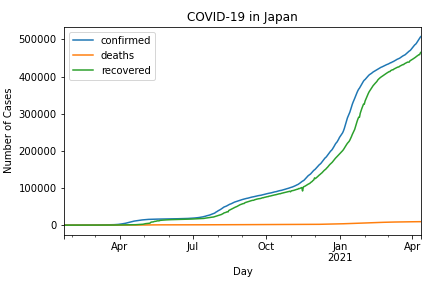 COVID-19 in Japan
confirmed
deaths
recovered
Number of Cases
500000
400000
300000
200000
100000
0
Apr
Jul
Oct
Jan
2021
Apr
Day